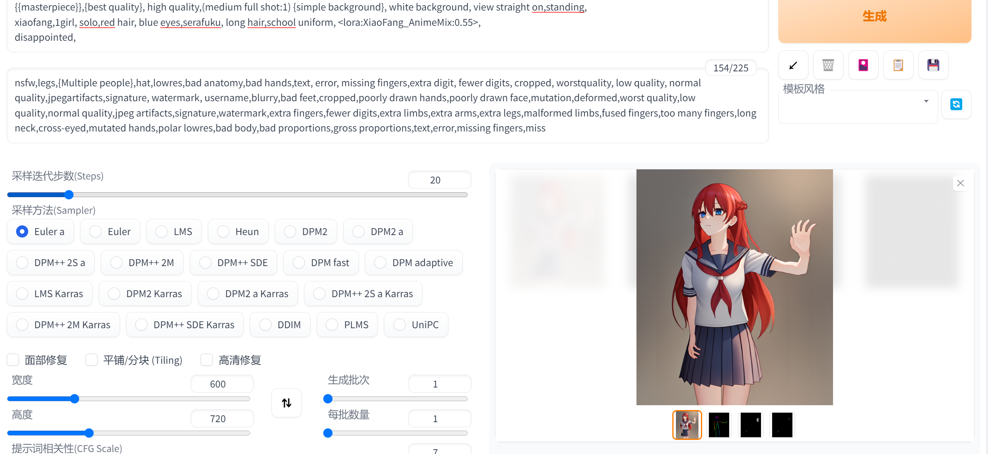 {{masterpiece}},{best quality}, high quality,(medium full shot:1) {simple background}, white background, view straight on,standing,
xiaofang,1girl, solo,red hair, blue eyes,serafuku, long hair,school uniform, <lora:XiaoFang_AnimeMix:0.55>,
disappointed,
生成
154/225
nsfw,legs,{Multiple people},hat,lowres,bad anatomy,bad hands,text, error, missing fingers,extra digit, fewer digits, cropped, worstquality, low quality, normal
quality,jpegartifacts,signature, watermark, username,blurry,bad feet,cropped,poorly drawn hands,poorly drawn face,mutation,deformed,worst quality,low
quality,normal quality,jpeg artifacts,signature,watermark,extra fingers,fewer digits,extra limbs,extra arms,extra legs,malformed limbs,fused fingers,too many fingers,long
neck,cross-eyed,mutated hands,polar lowres,bad body,bad proportions,gross proportions,text,error,missing fingers,miss
模板风格
采样迭代步数(Steps)
20
采样方法(Sampler)
Euler a
Euler
LMS
Heun
DPM2
DPM2 a
DPM++ 2S a
DPM++ 2M
DPM++ SDE
DPM fast
DPM adaptive
LMS Karras
DPM2 Karras
DPM2 a Karras
DPM++ 2S a Karras
DPM++ 2M Karras
DPM++ SDE Karras
DDIM
PLMS
UniPC
面部修复
平铺/分块 (Tiling)
高清修复
宽度
600
生成批次
1
高度
720
每批数量
1
提示词相关性(CFG Scale)
7